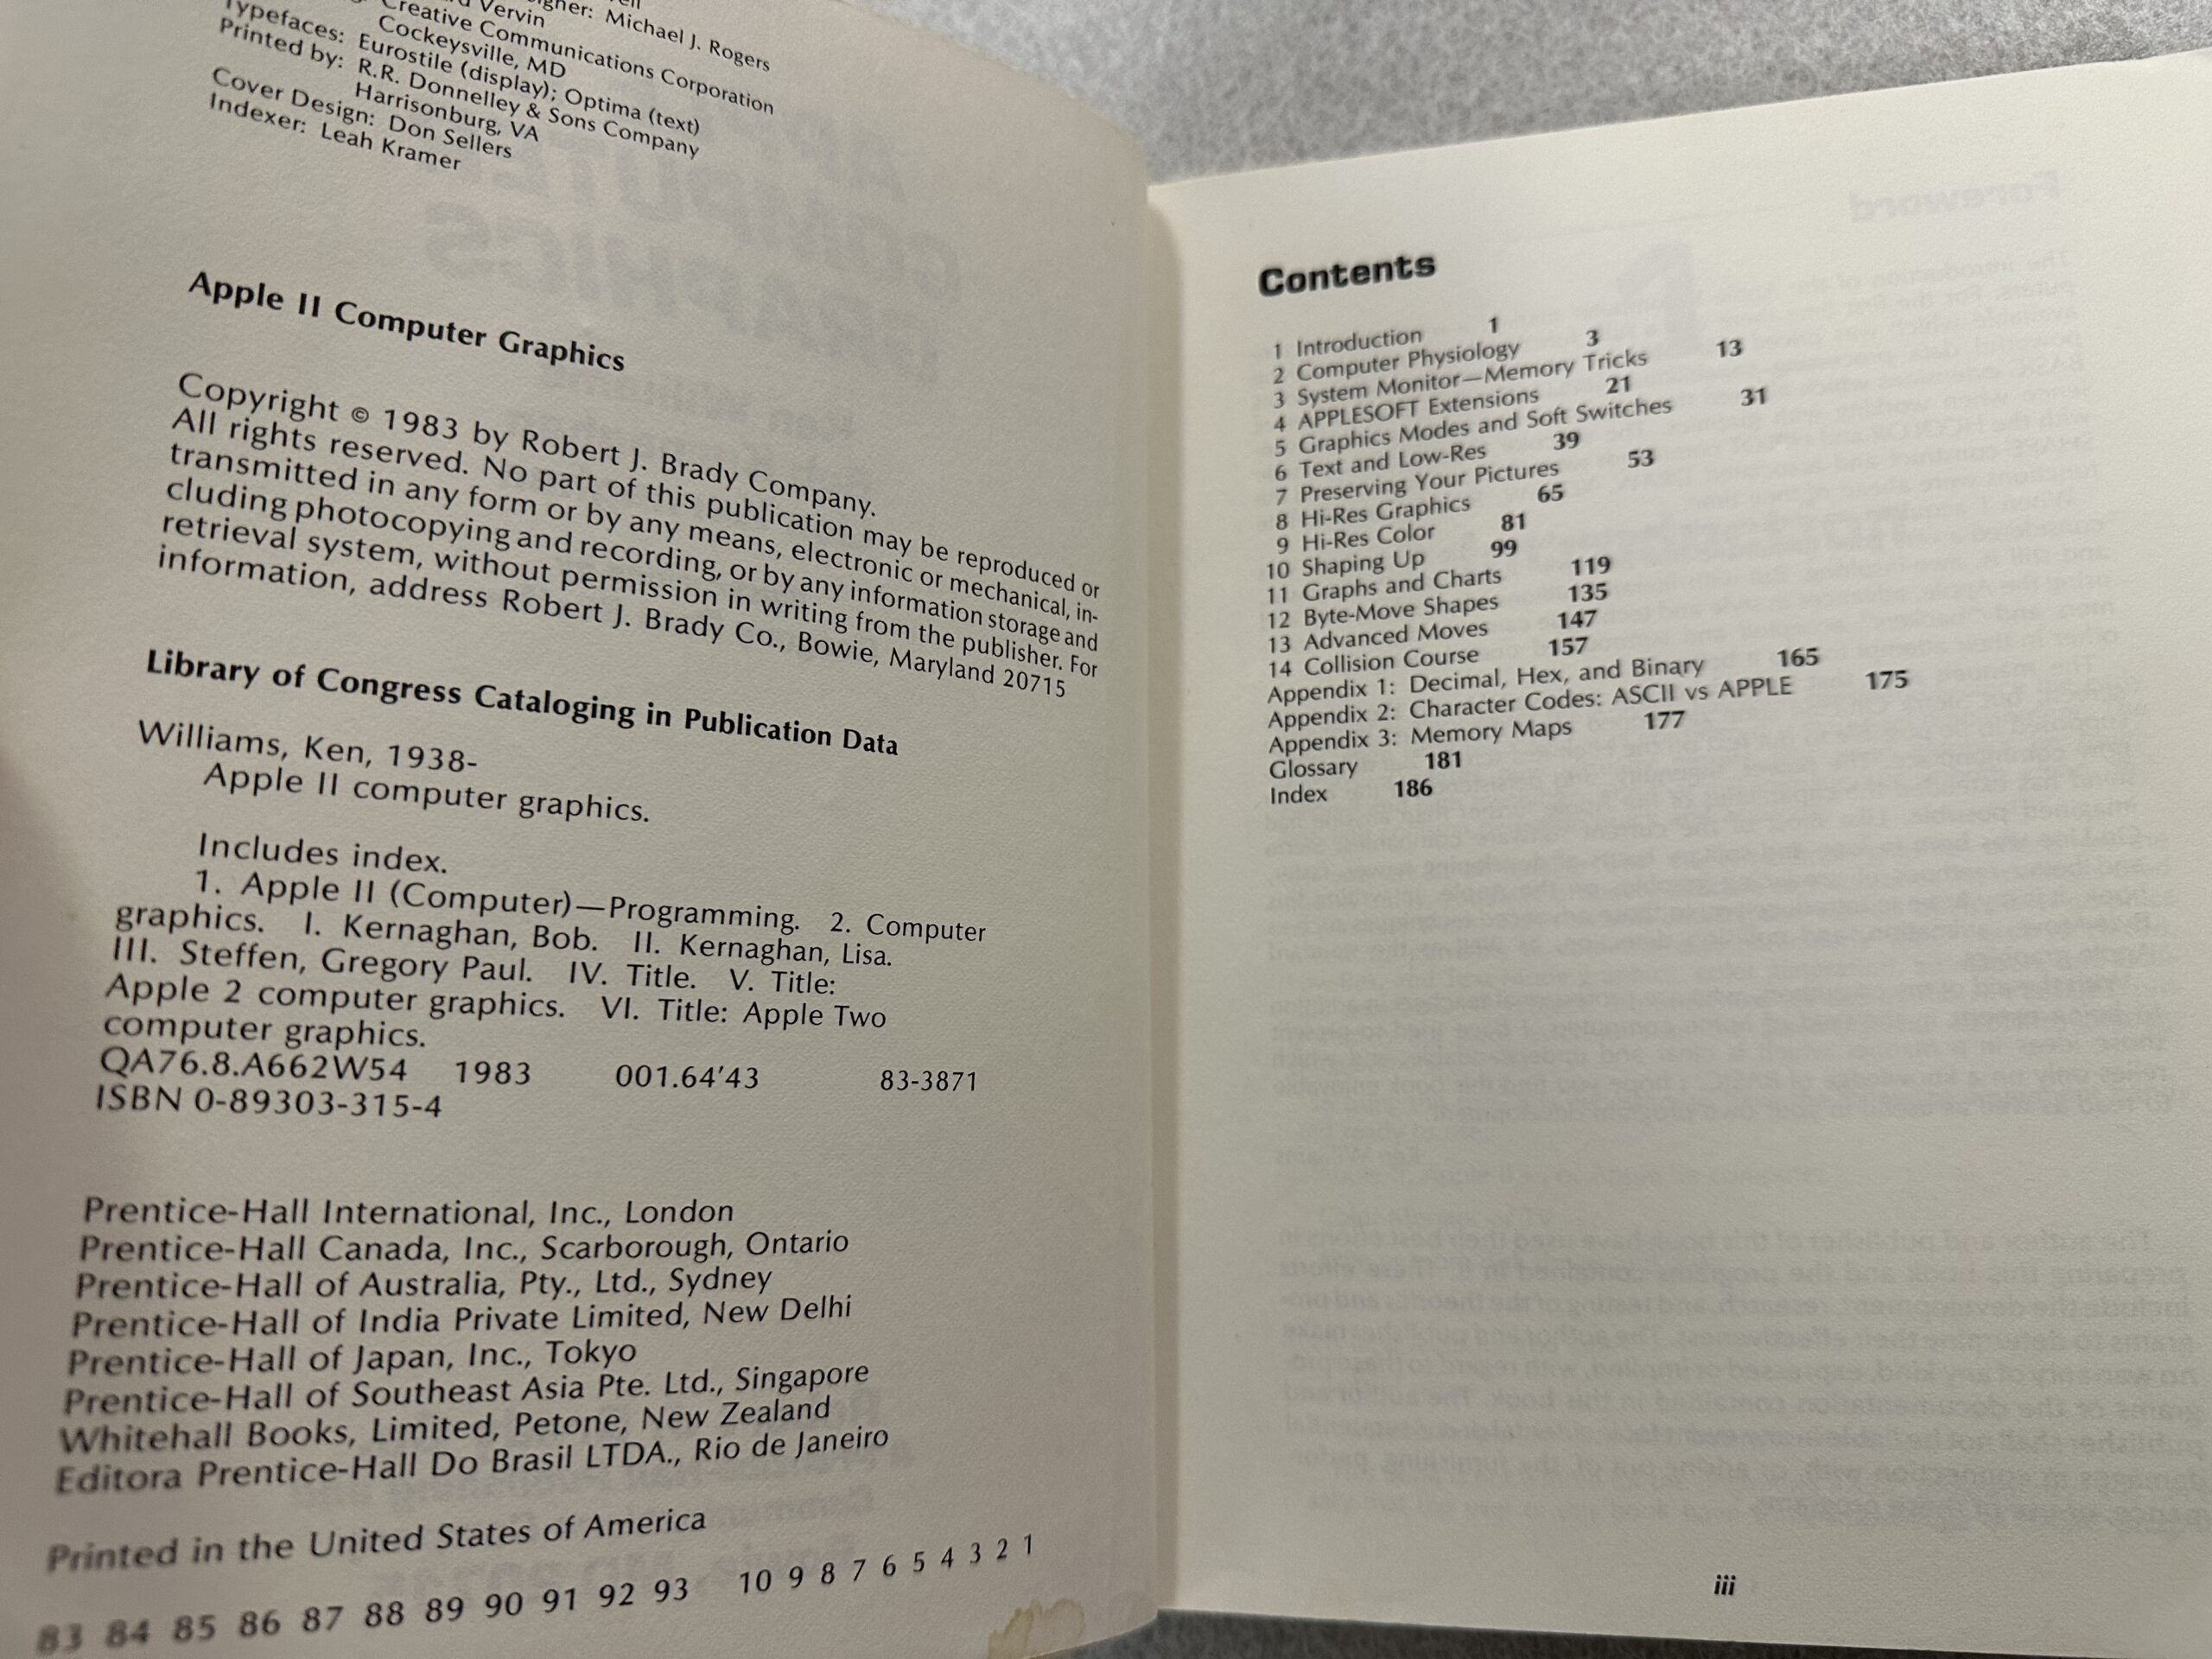 igner: Michael J. Rogers
Vervin
Creative Communications Corporation
Cockeysville, MD
Typefaces: Eurostile (display); Optima (text)
Printed by: R.R. Donnelley & Sons Company
Harrisonburg, VA
Cover Design: Don Sellers
Indexer: Leah Kramer
Apple II Computer Graphics
Copyright © 1983 by Robert J. Brady Company.
All rights reserved. No part of this publication may be reproduced or
transmitted in any form or by any means, electronic or mechanical, in-
cluding photocopying and recording, or by any information storage and
retrieval system, without permission in writing from the publisher. For
information, address Robert J. Brady Co., Bowie, Maryland 20715
Library of Congress Cataloging in Publication Data
Williams, Ken, 1938-
Apple II computer graphics.
Includes index.
1. Apple II (Computer)—Programming. 2. Computer
graphics. I. Kernaghan, Bob. II. Kernaghan, Lisa.
III. Steffen, Gregory Paul. IV. Title. V. Title:
Apple 2 computer graphics. VI. Title: Apple Two
computer graphics.
QA76.8.A662W54 1983 001.64'43 83-3871
ISBN 0-89303-315-4
Prentice-Hall International, Inc., London
Prentice-Hall Canada, Inc., Scarborough, Ontario
Prentice-Hall of Australia, Pty., Ltd., Sydney
Prentice-Hall of India Private Limited, New Delhi
Prentice-Hall of Japan, Inc., Tokyo
Prentice-Hall of Southeast Asia Pte. Ltd., Singapore
Whitehall Books, Limited, Petone, New Zealand
Editora Prentice-Hall Do Brasil LTDA., Rio de Janeiro
Printed in the United States of America
83 84 85 86 87 88 89 90 91 92 93 10 9 8 7 6 5 4 3 2 1
Contents
1 Introduction 1
2 Computer Physiology 3
3 System Monitor—Memory Tricks 13
4 APPLESOFT Extensions 21
5 Graphics Modes and Soft Switches 31
6 Text and Low-Res 39
7 Preserving Your Pictures 53
8 Hi-Res Graphics 65
9 Hi-Res Color 81
10 Shaping Up 99
11 Graphs and Charts 119
12 Byte-Move Shapes 135
13 Advanced Moves 147
14 Collision Course 157
Appendix 1: Decimal, Hex, and Binary 165
Appendix 2: Character Codes: ASCII vs APPLE 175
Appendix 3: Memory Maps 177
Glossary 181
Index 186
iii